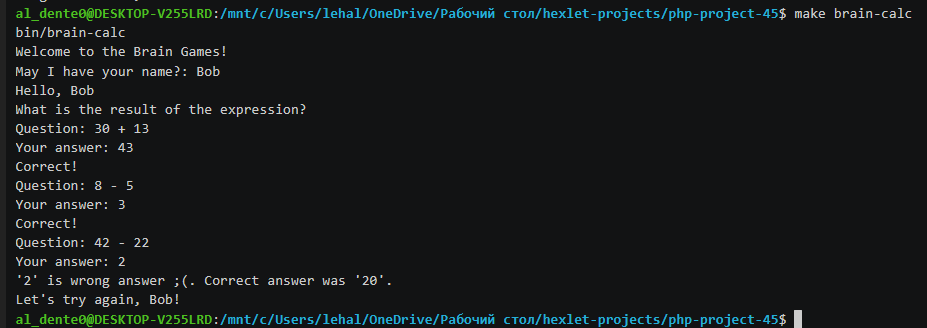 al_dente0@DESKTOP-V255LRD:/mnt/c/Users/lehal/OneDrive/Рабочий стол/hexlet-projects/php-project-45$ make brain-calc
bin/brain-calc
Welcome to the Brain Games!
May I have your name?: Bob
Hello, Bob
What is the result of the expression?
Question: 30 + 13
Your answer: 43
Correct!
Question: 8 - 5
Your answer: 3
Correct!
Question: 42 - 22
Your answer: 2
'2' is wrong answer ;(. Correct answer was '20'.
Let's try again, Bob!
al_dente0@DESKTOP-V255LRD:/mnt/c/Users/lehal/OneDrive/Рабочий стол/hexlet-projects/php-project-45$